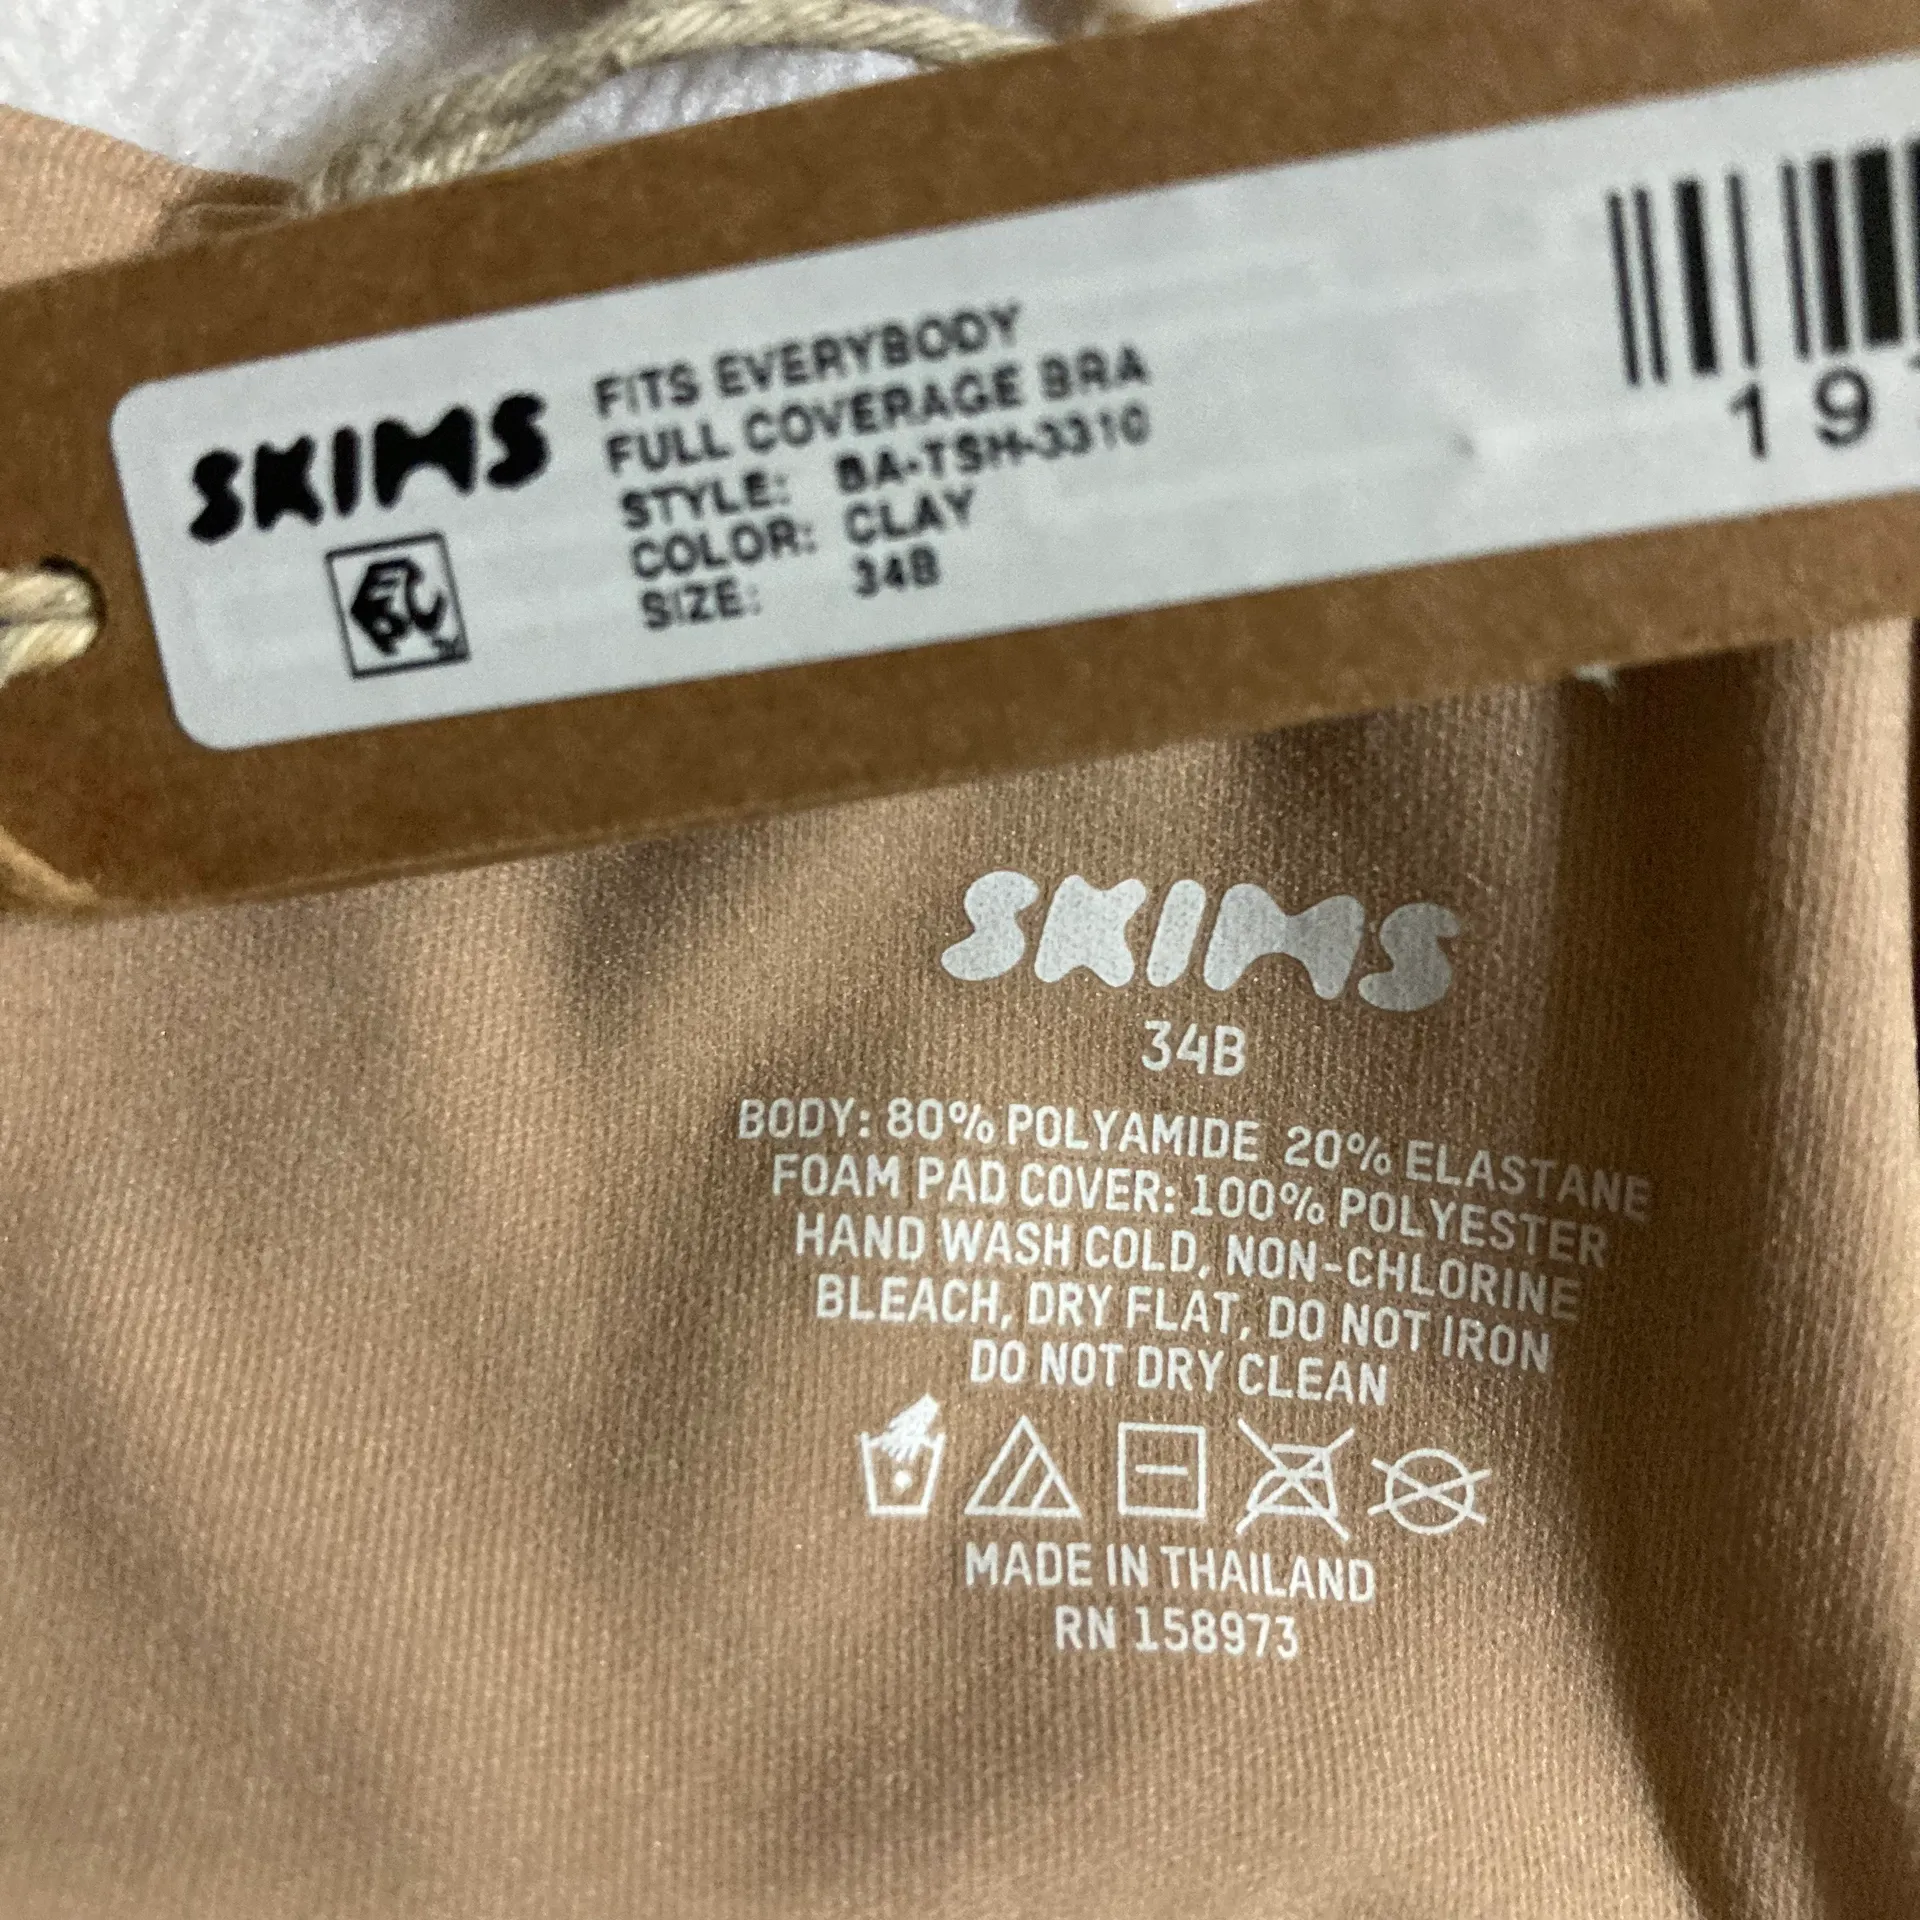 SKIMS
FITS EVERYBODY
FULL COVERAGE BRA
STYLE: BA-TSH-3310
COLOR: CLAY
SIZE: 34B
19
SKIMS
34B
BODY: 80% POLYAMIDE 20% ELASTANE
FOAM PAD COVER: 100% POLYESTER
HAND WASH COLD, NON-CHLORINE
BLEACH, DRY FLAT, DO NOT IRON
DO NOT DRY CLEAN
MADE IN THAILAND
RN 158973